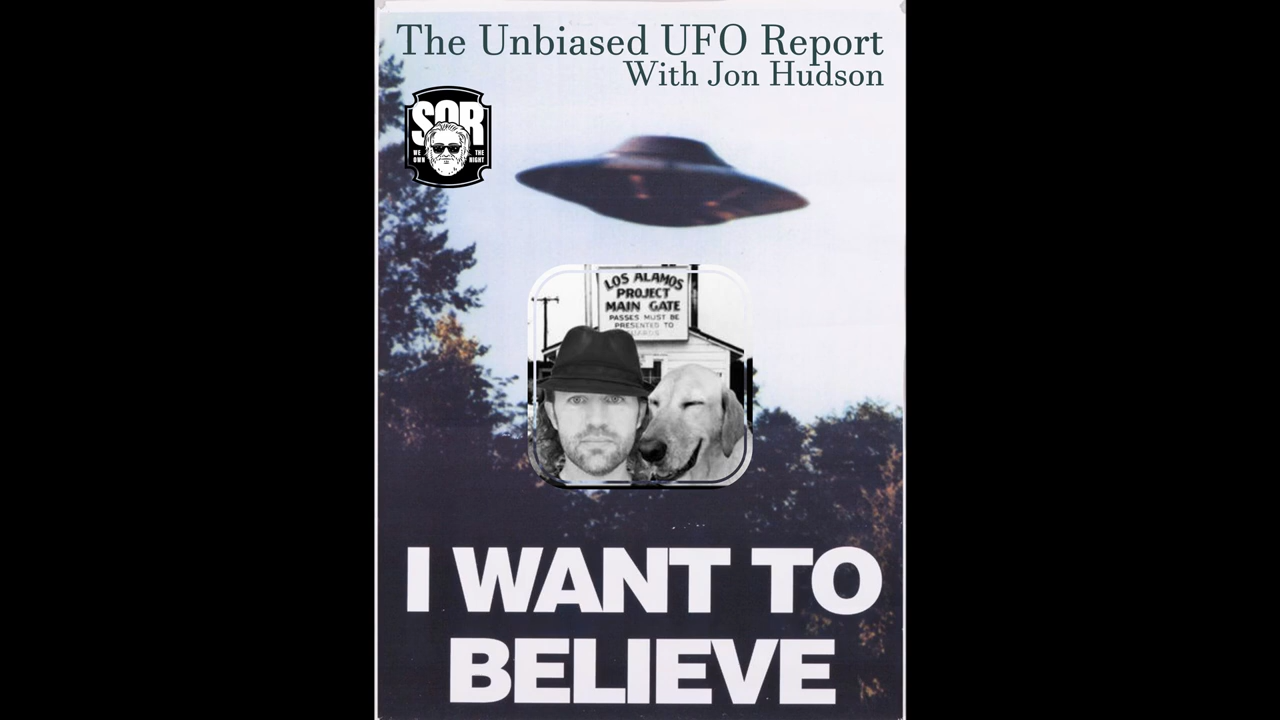 The Unbiased UFO Report
With Jon Hudson
SOR
WE OWN
THE NIGHT
LOS ALAMOS
PROJECT
MAIN GATE
PASSES MUST BE
PRESENTED TO
GUARDS
I WANT TO
BELIEVE